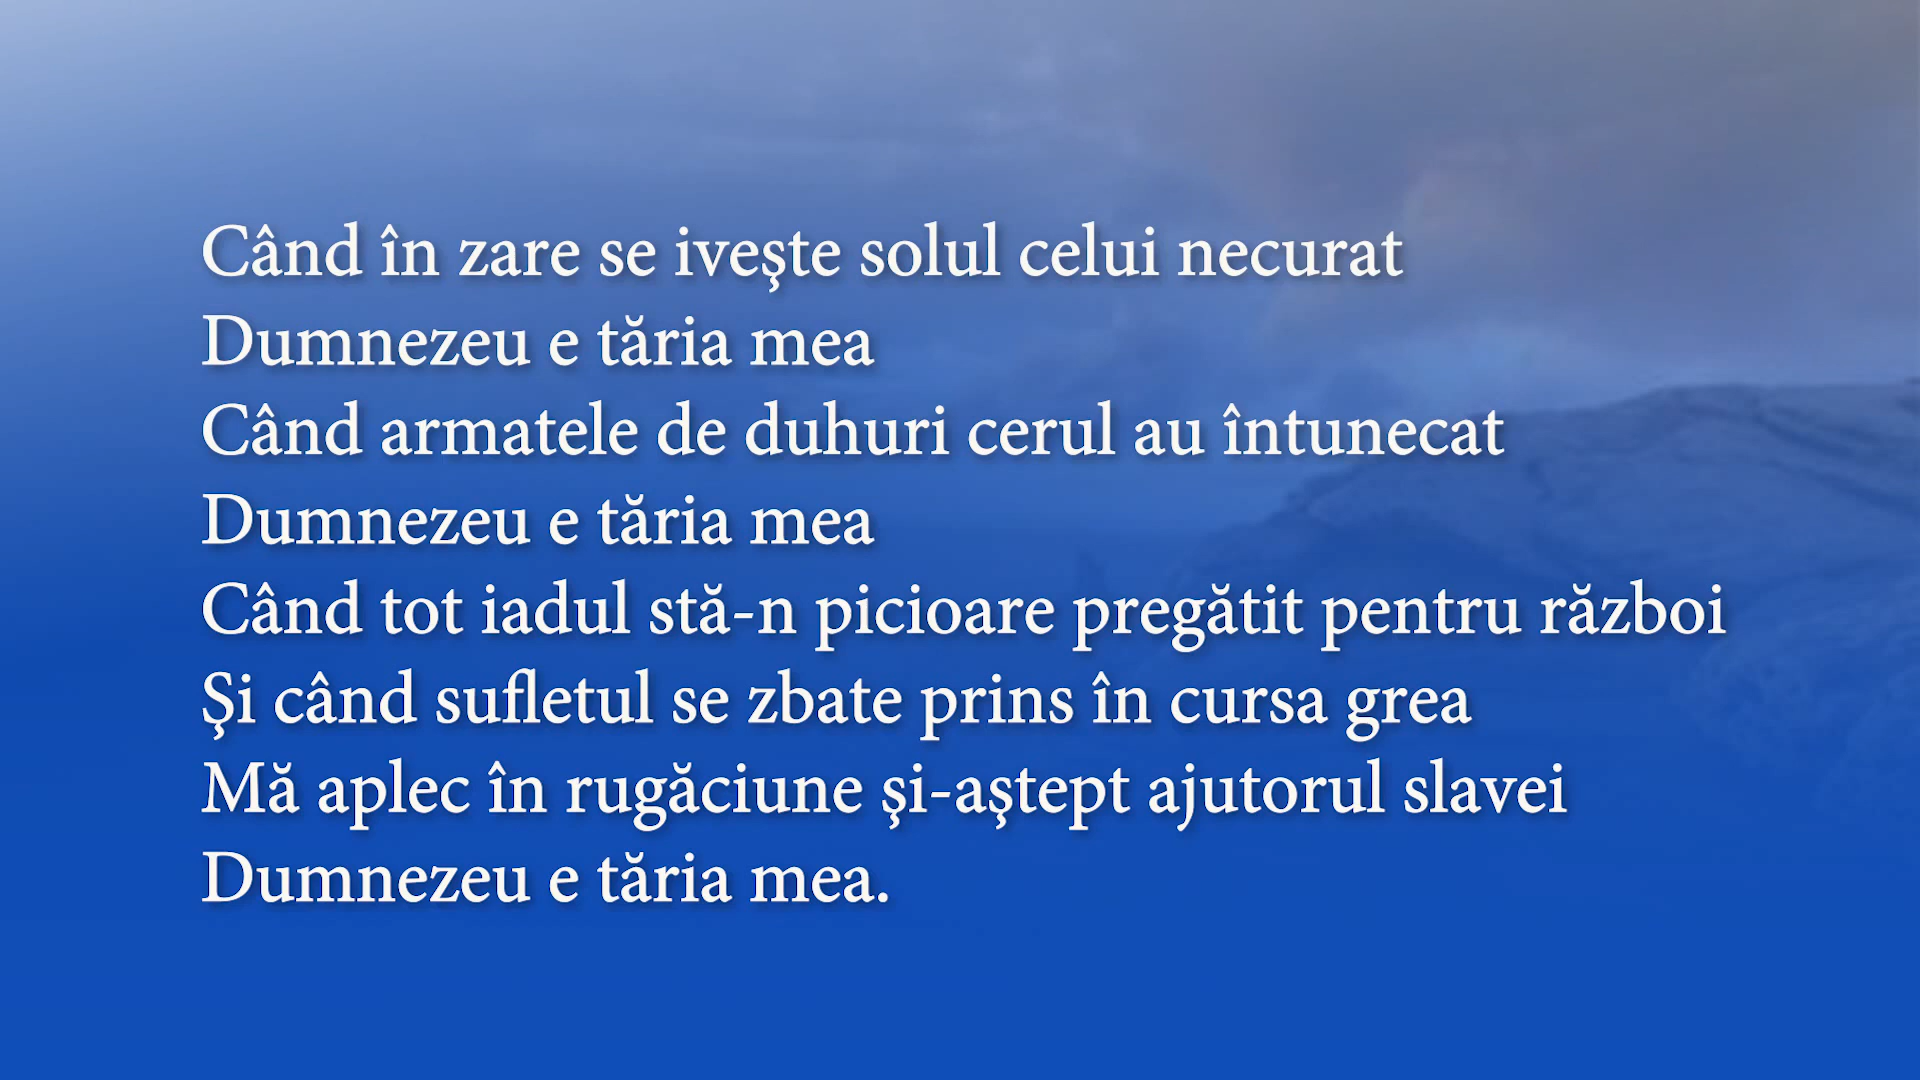 Când în zare se iveşte solul celui necurat
Dumnezeu e tăria mea
Când armatele de duhuri cerul au întunecat
Dumnezeu e tăria mea
Când tot iadul stă-n picioare pregătit pentru război
Şi când sufletul se zbate prins în cursa grea
Mă aplec în rugăciune şi-aştept ajutorul slavei
Dumnezeu e tăria mea.